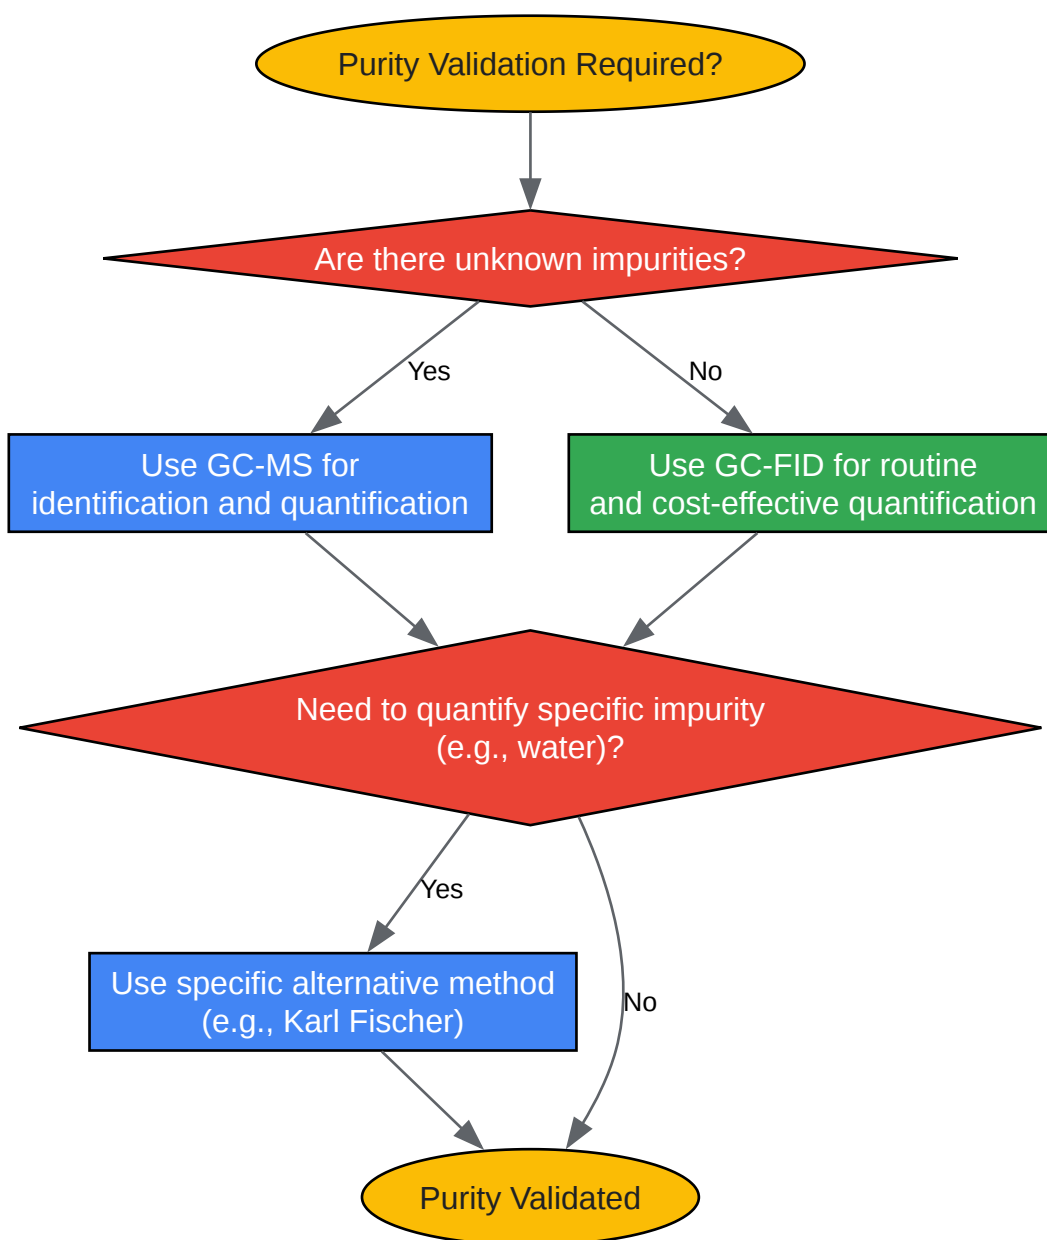 Purity Validation Required?
Are there unknown impurities?
Yes
No
Use GC-MS for
identification and quantification
Use GC-FID for routine
and cost-effective quantification
Need to quantify specific impurity
(e.g., water)?
Yes
Use specific alternative method
(e.g., Karl Fischer)
No
Purity Validated